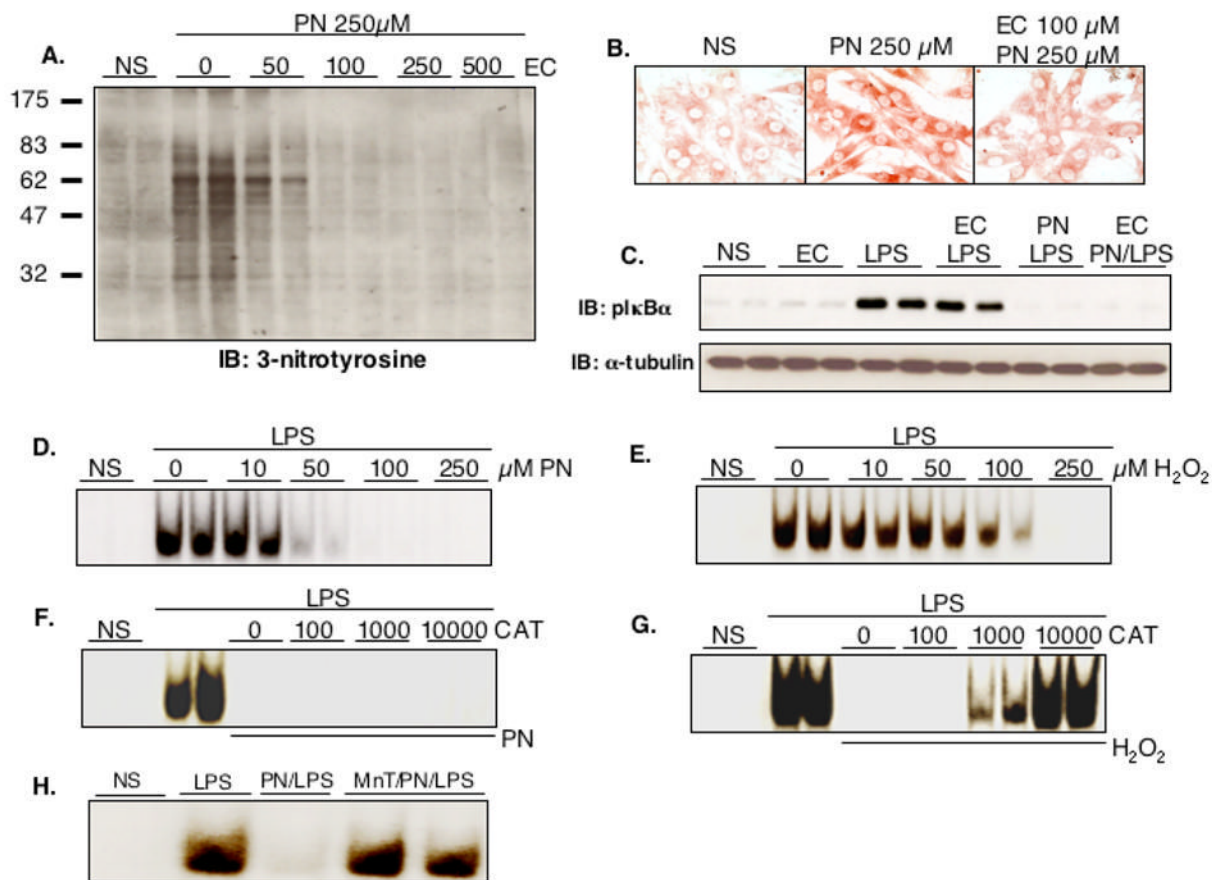 A.
PN 250µM
NS 0 50 100 250 500 EC
175
83
62
47
32
IB: 3-nitrotyrosine
B.
NS
PN 250 µM
EC 100 µM
PN 250 µM
C.
NS EC LPS EC LPS PN LPS EC PN/LPS
IB: pIκBα
IB: α-tubulin
D.
LPS
NS 0 10 50 100 250 µM PN
E.
LPS
NS 0 10 50 100 250 µM H₂O₂
F.
LPS
NS 0 100 1000 10000 CAT
PN
G.
LPS
NS 0 100 1000 10000 CAT
H₂O₂
H.
NS LPS PN/LPS MnT/PN/LPS